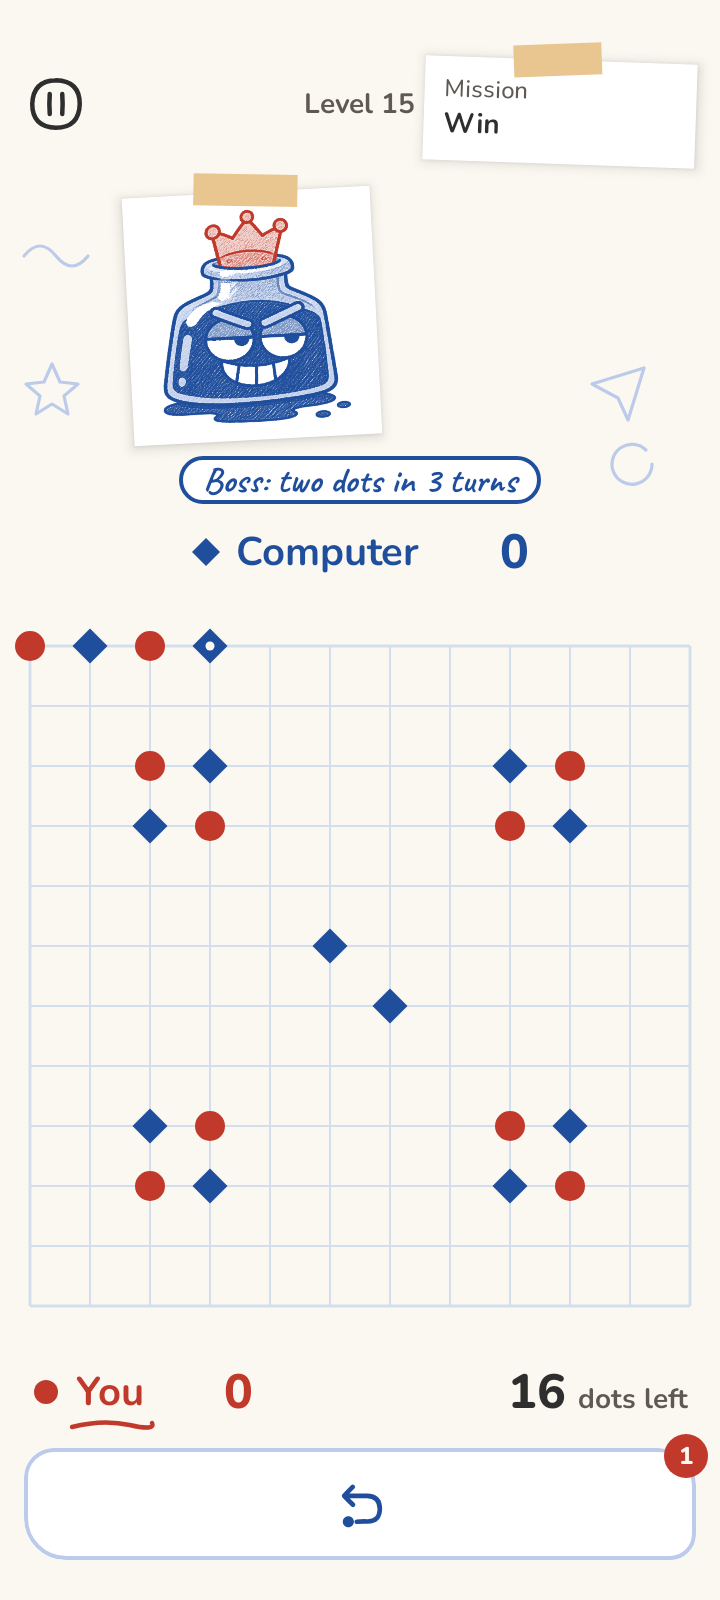 Level 15
Mission
Win
Boss: two dots in 3 turns
Computer 0
You 0
16 dots left
1